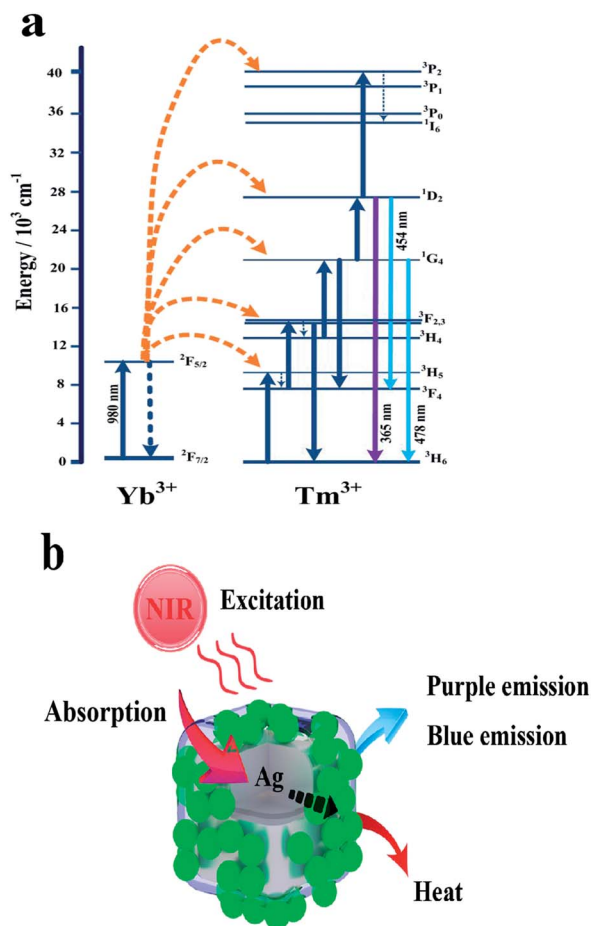 a
Energy / 10³ cm⁻¹
40
36
32
28
24
20
16
12
8
4
0
980 nm
²F₅/₂
²F₇/₂
Yb³⁺
³P₂
³P₁
³P₀
¹I₆
¹D₂
454 nm
¹G₄
³F₂,₃
³H₄
³H₅
³F₄
365 nm
478 nm
³H₆
Tm³⁺
b
NIR
Excitation
Absorption
Ag
Purple emission
Blue emission
Heat